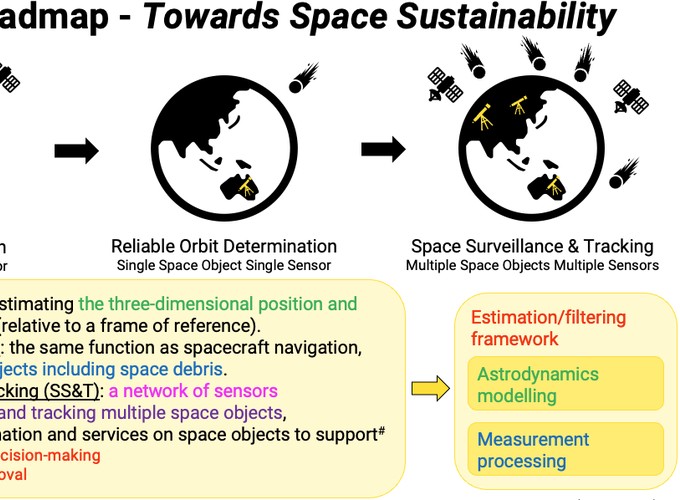 admap - Towards Space Sustainability
Reliable Orbit Determination
Single Space Object Single Sensor
Space Surveillance & Tracking
Multiple Space Objects Multiple Sensors
n
or
stimating the three-dimensional position and
(relative to a frame of reference).
: the same function as spacecraft navigation,
jects including space debris.
cking (SS&T): a network of sensors
and tracking multiple space objects,
nation and services on space objects to support#
cision-making
oval
Estimation/filtering
framework
Astrodynamics
modelling
Measurement
processing